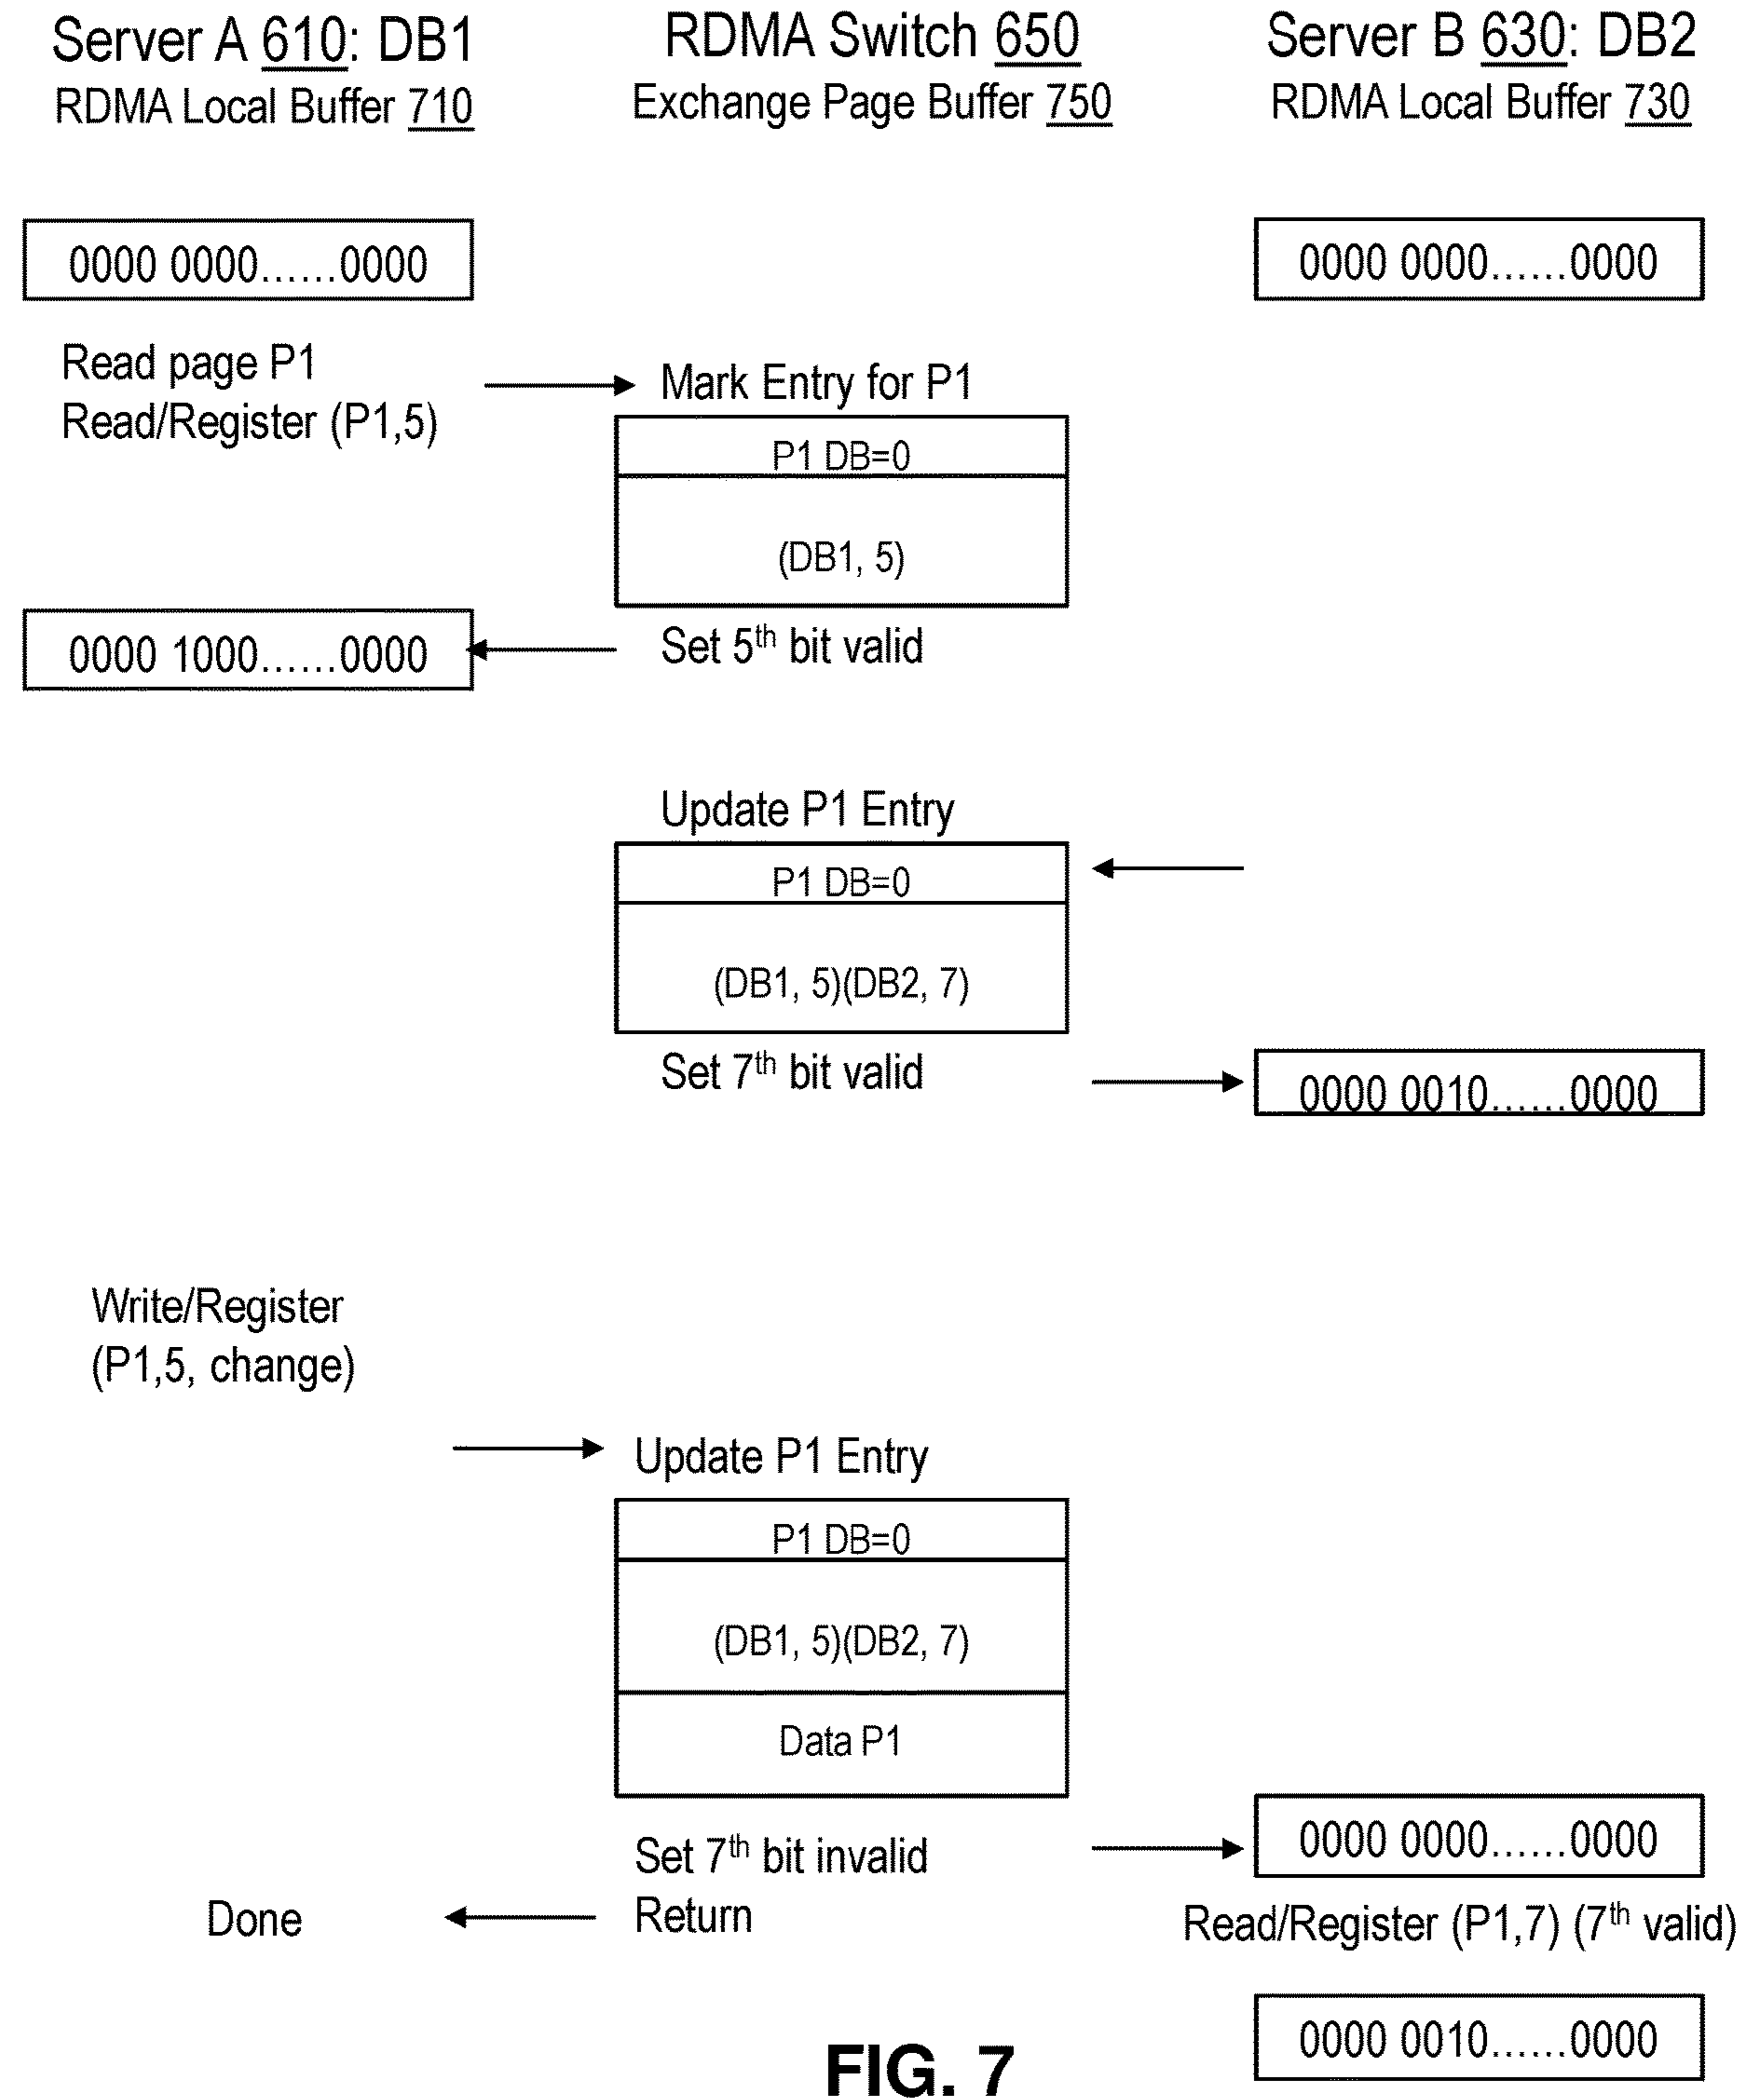 Server A 610: DB1
RDMA Local Buffer 710
RDMA Switch 650
Exchange Page Buffer 750
Server B 630: DB2
RDMA Local Buffer 730
0000 0000......0000
0000 0000......0000
Read page P1
Read/Register (P1,5)
Mark Entry for P1
P1 DB=0
(DB1, 5)
0000 1000......0000
Set 5th bit valid
Update P1 Entry
P1 DB=0
(DB1, 5)(DB2, 7)
Set 7th bit valid
0000 0010......0000
Write/Register
(P1,5, change)
Update P1 Entry
P1 DB=0
(DB1, 5)(DB2, 7)
Data P1
Set 7th bit invalid
0000 0000......0000
Done
Return
Read/Register (P1,7) (7th valid)
0000 0010......0000
FIG. 7